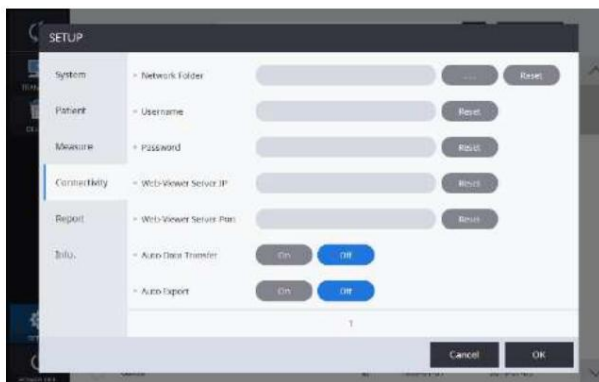 SETUP
System
Network Folder
...
Reset
Patient
Username
Reset
Measure
Password
Reset
Connectivity
Web-Viewer Server IP
Reset
Report
Web-Viewer Server Port
Reset
Info.
Auto Data Transfer
On
Off
Auto Export
On
Off
1
Cancel
OK